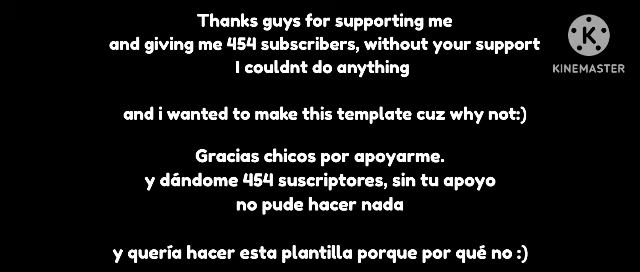 Thanks guys for supporting me
and giving me 454 subscribers, without your support
I couldnt do anything
KINEMASTER
and i wanted to make this template cuz why not:)
Gracias chicos por apoyarme.
y dándome 454 suscriptores, sin tu apoyo
no pude hacer nada
y quería hacer esta plantilla porque por qué no :)